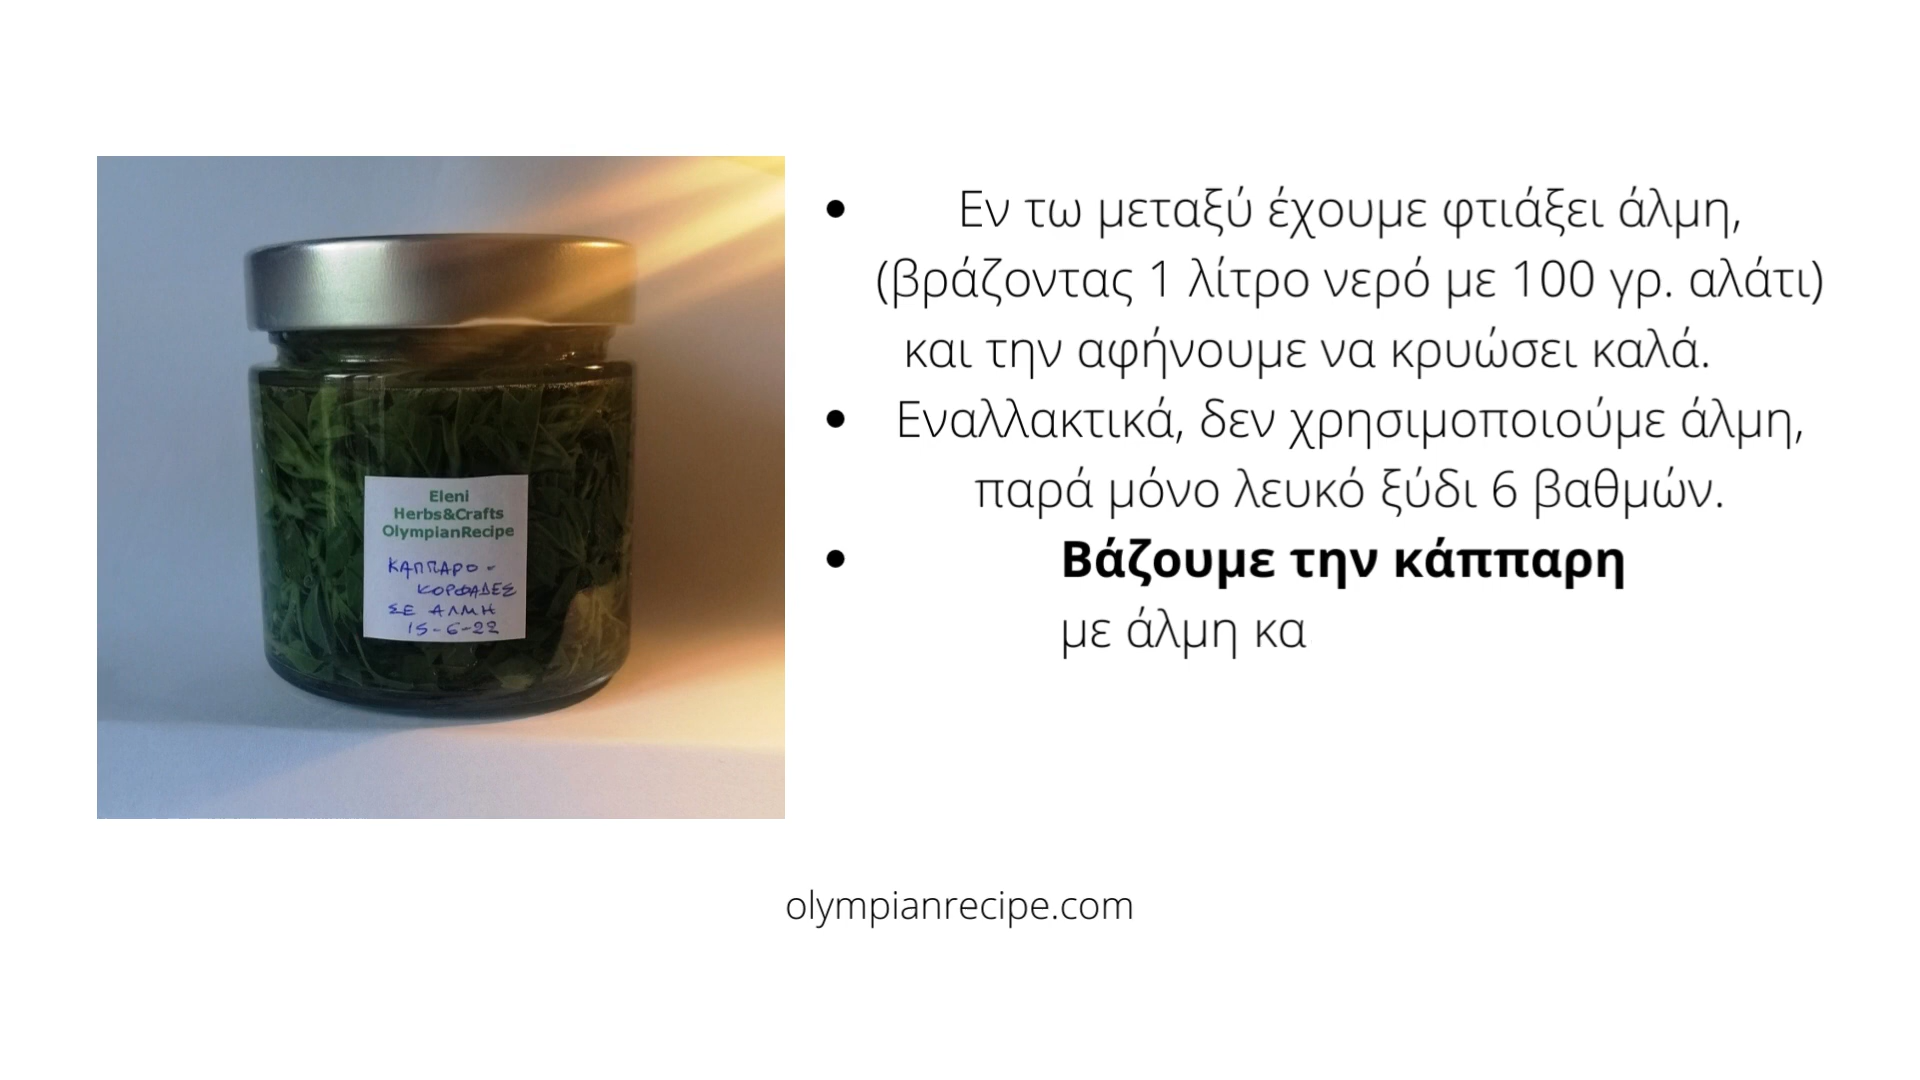 Eleni
Herbs&Crafts
OlympianRecipe
ΚΑΠΠΑΡΟ-
ΚΟΡΦΑΔΕΣ
ΣΕ ΑΛΜΗ
15-6-22
Εν τω μεταξύ έχουμε φτιάξει άλμη,
(βράζοντας 1 λίτρο νερό με 100 γρ. αλάτι)
και την αφήνουμε να κρυώσει καλά.
Εναλλακτικά, δεν χρησιμοποιούμε άλμη,
παρά μόνο λευκό ξύδι 6 βαθμών.
Βάζουμε την κάππαρη
με άλμη κα
olympianrecipe.com